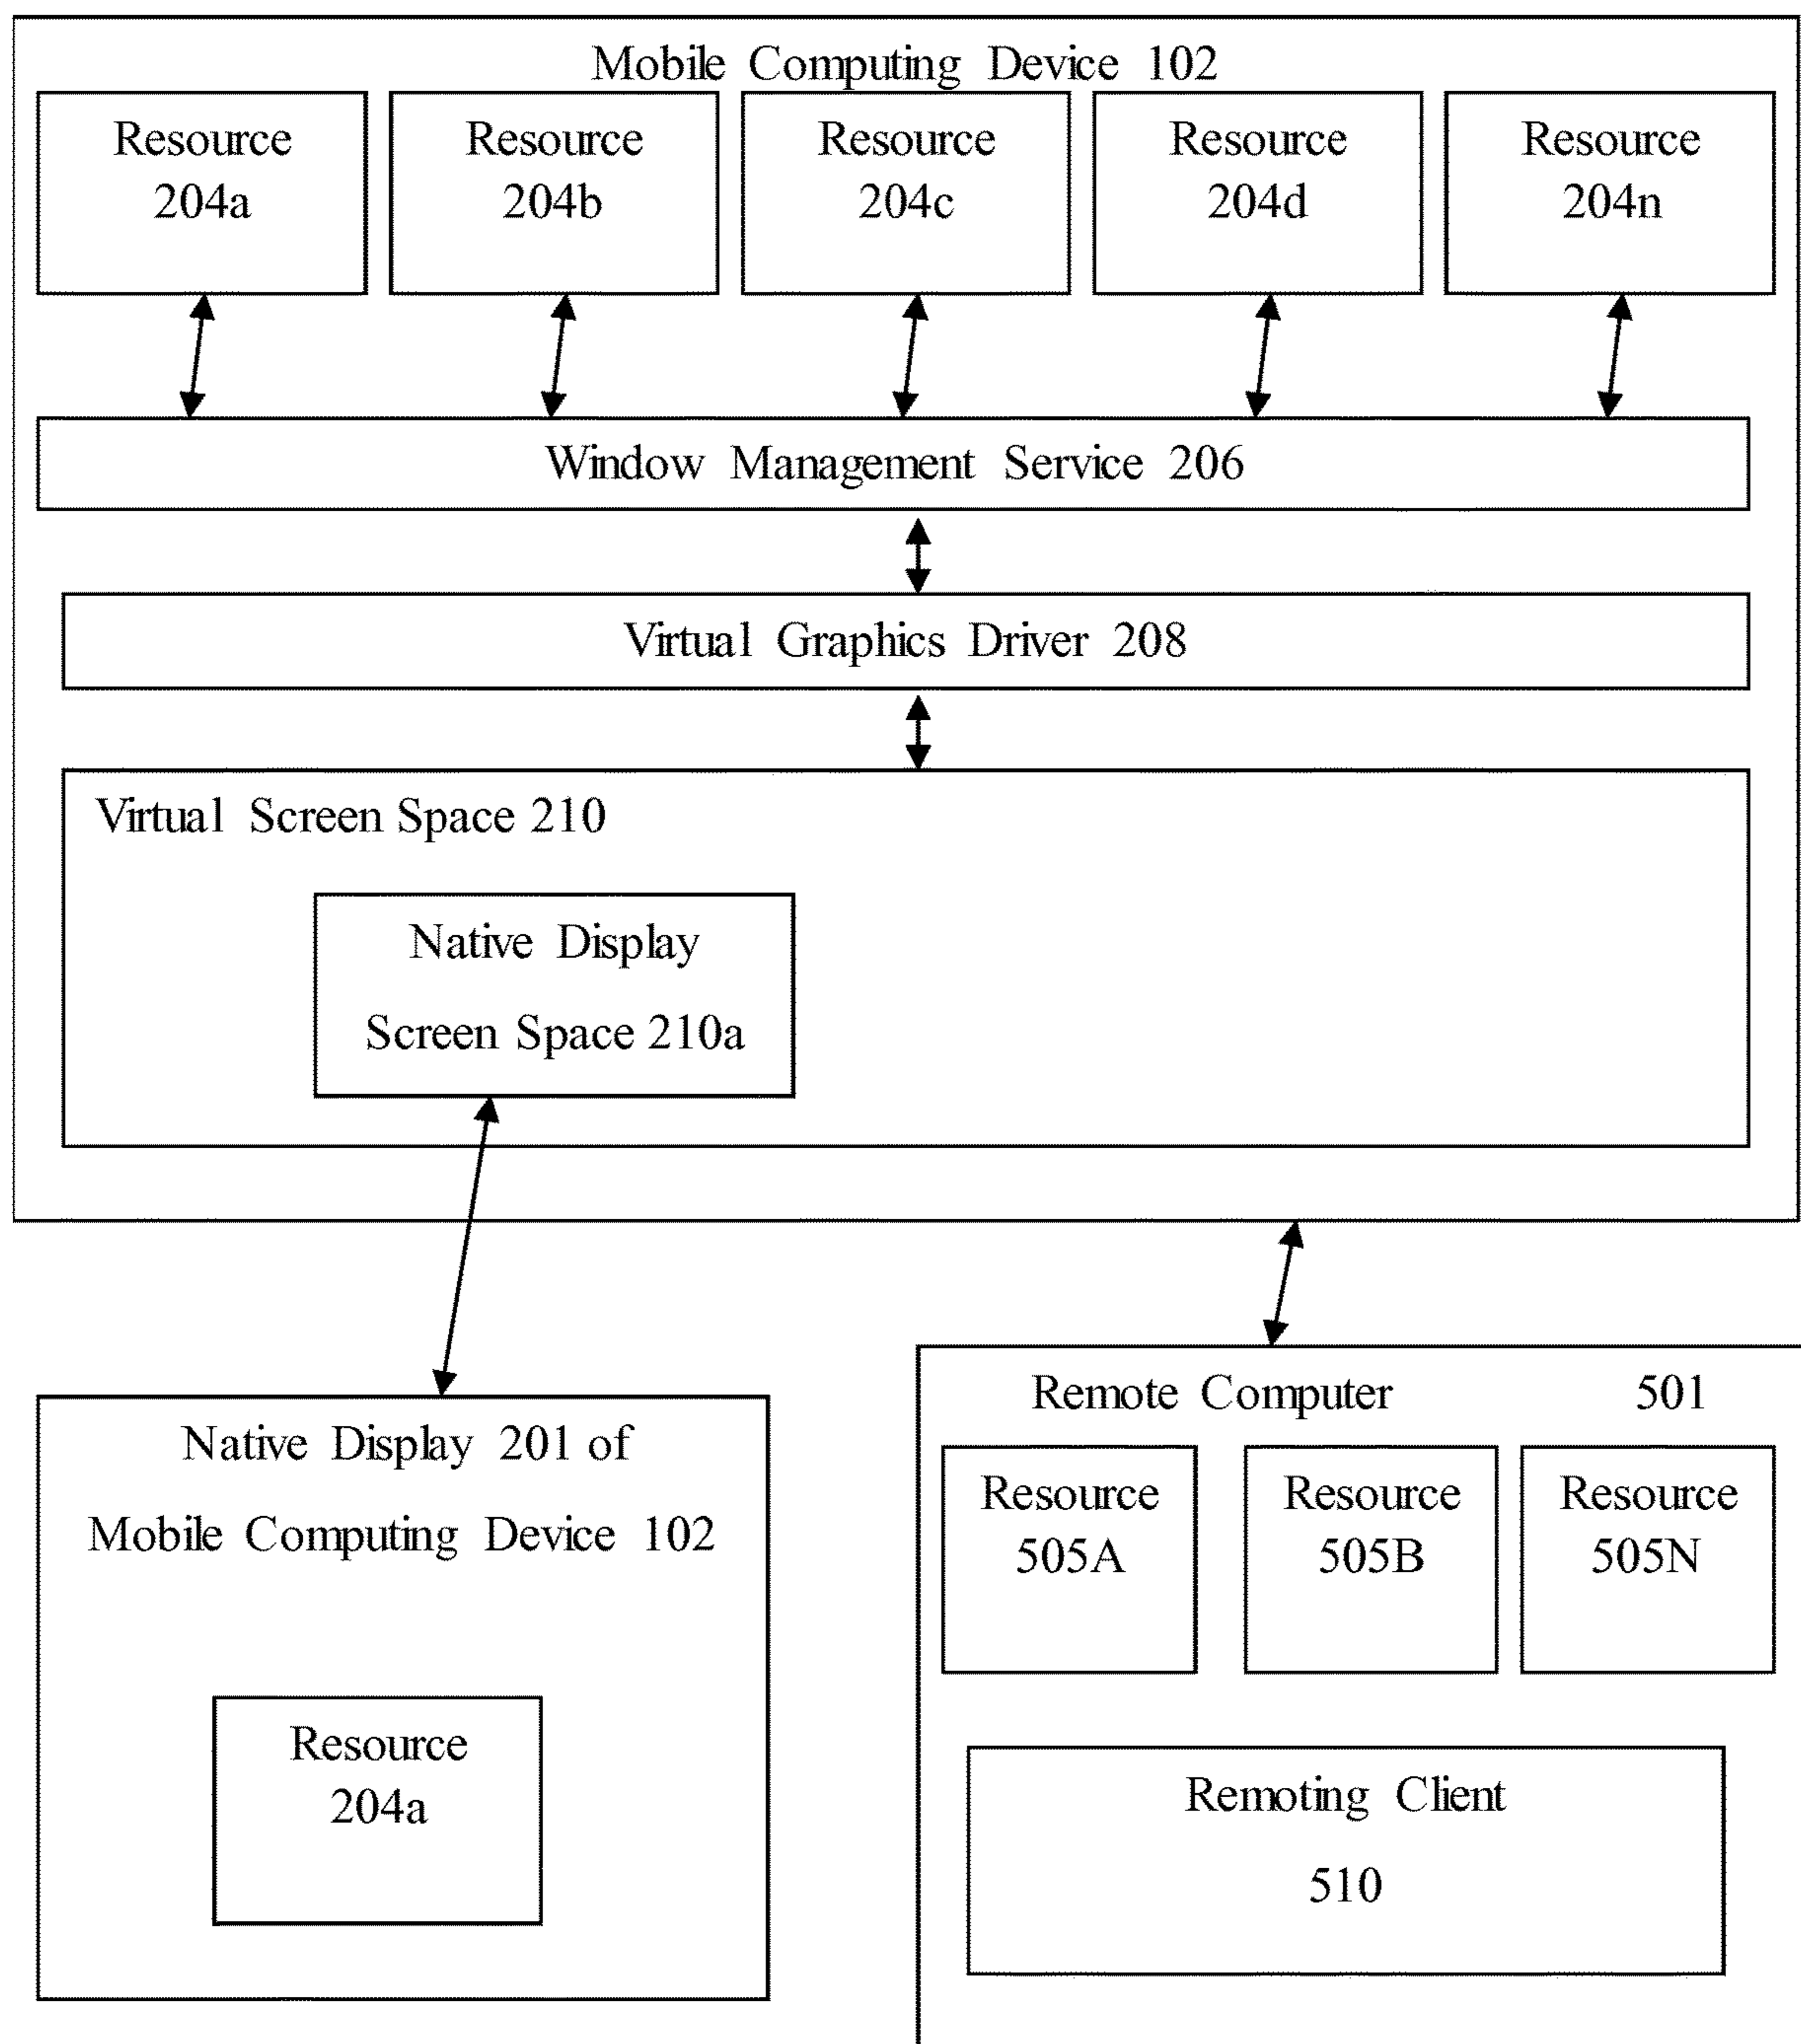 Mobile Computing Device 102
Resource
204a
Resource
204b
Resource
204c
Resource
204d
Resource
204n
Window Management Service 206
Virtual Graphics Driver 208
Virtual Screen Space 210
Native Display
Screen Space 210a
Native Display 201 of
Mobile Computing Device 102
Resource
204a
Remote Computer 501
Resource
505A
Resource
505B
Resource
505N
Remoting Client
510